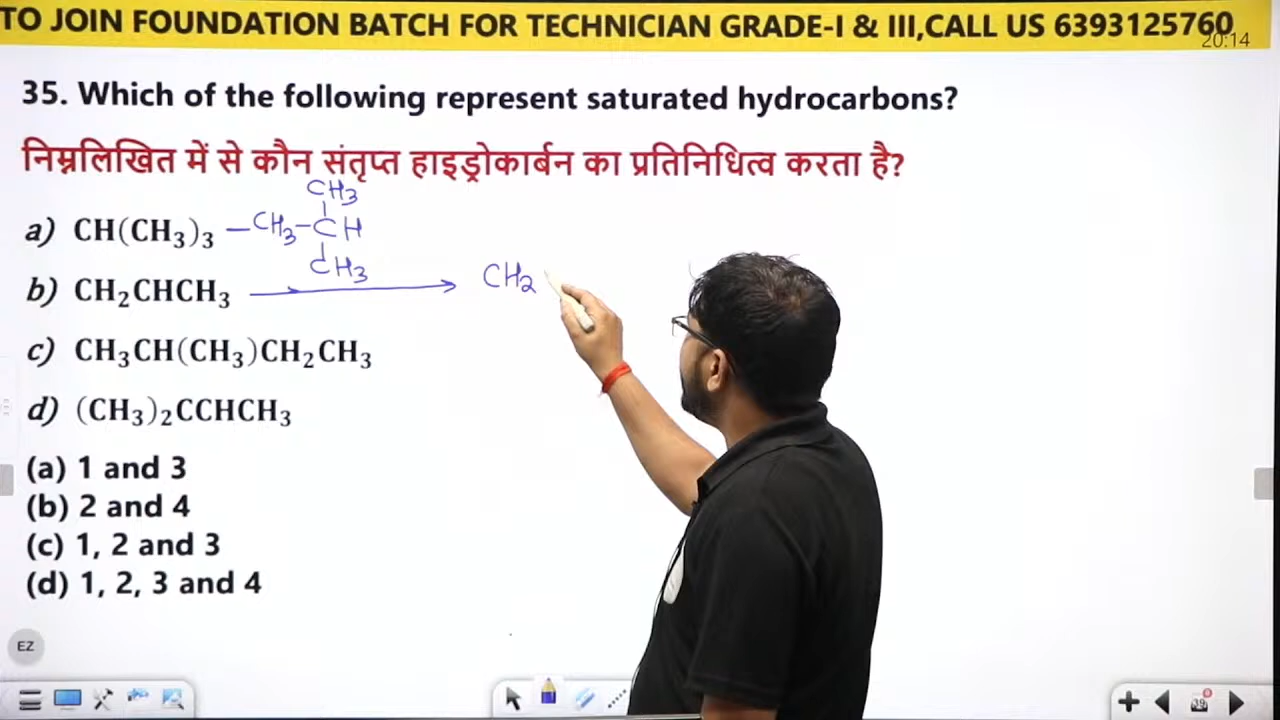 TO JOIN FOUNDATION BATCH FOR TECHNICIAN GRADE-I & III,CALL US 6393125760
20:14
35. Which of the following represent saturated hydrocarbons?
निम्नलिखित में से कौन संतृप्त हाइड्रोकार्बन का प्रतिनिधित्व करता है?
CH3
a) CH(CH₃)₃ – CH3 – CH
CH3
b) CH₂CHCH₃ → CH2
c) CH₃CH(CH₃)CH₂CH₃
d) (CH₃)₂CCHCH₃
(a) 1 and 3
(b) 2 and 4
(c) 1, 2 and 3
(d) 1, 2, 3 and 4
EZ
39